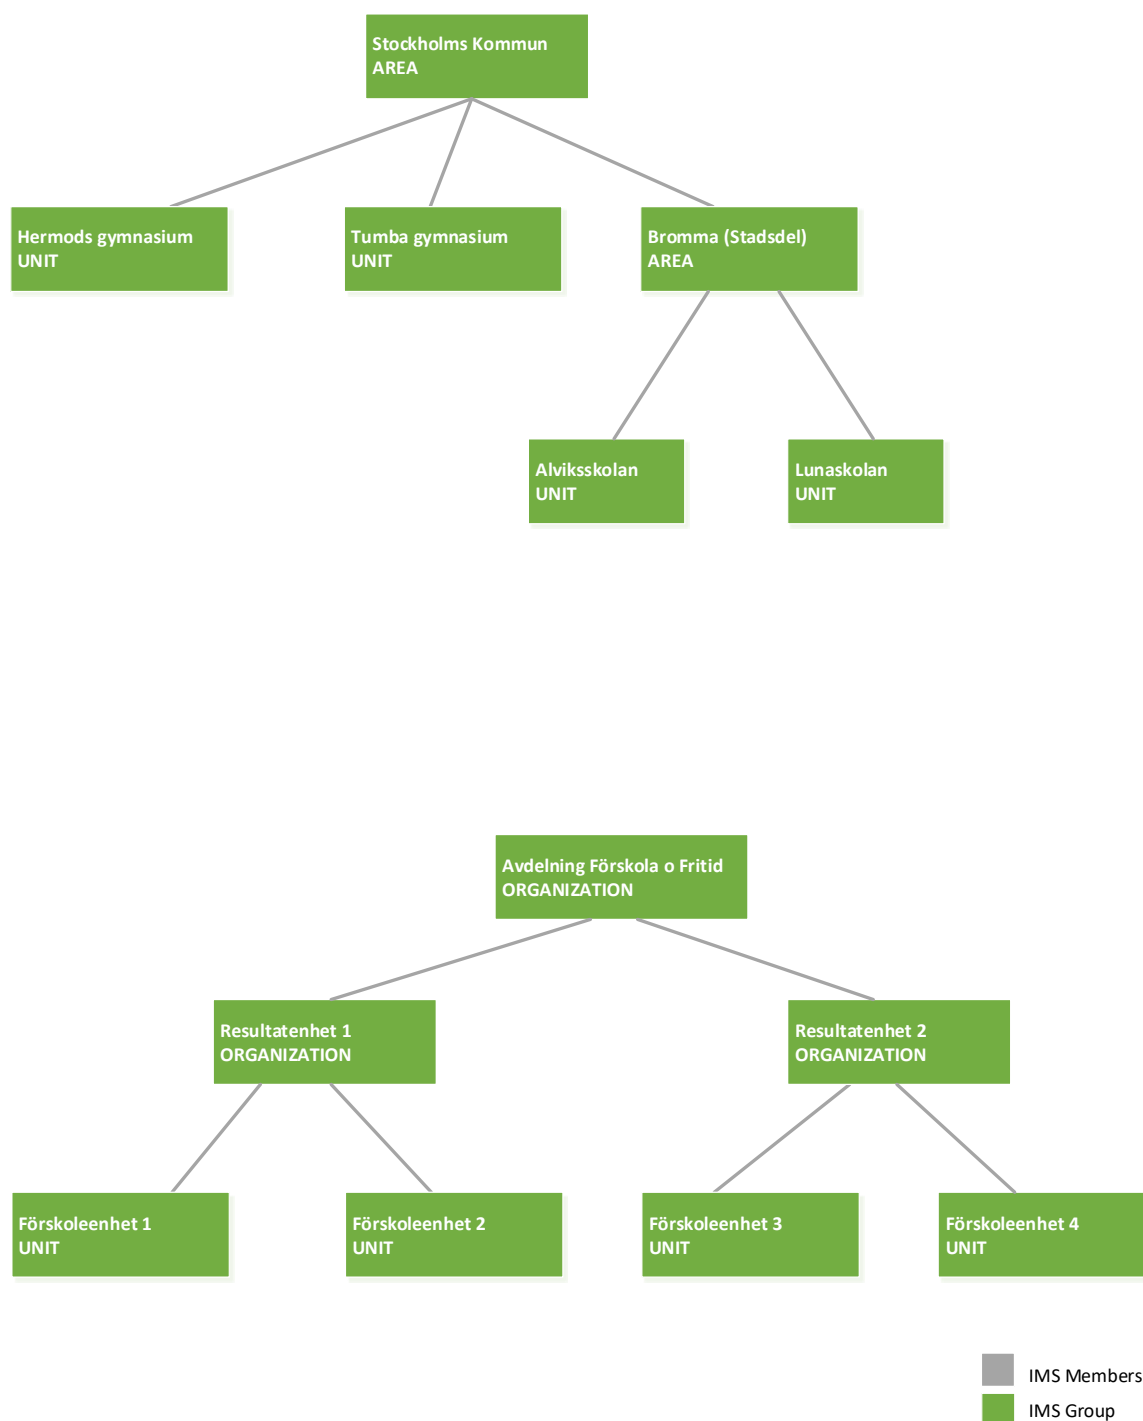 Stockholms Kommun
AREA
Hermods gymnasium
UNIT
Tumba gymnasium
UNIT
Bromma (Stadsdel)
AREA
Alviksskolan
UNIT
Lunaskolan
UNIT
Avdelning Förskola o Fritid
ORGANIZATION
Resultatenhet 1
ORGANIZATION
Resultatenhet 2
ORGANIZATION
Förskoleenhet 1
UNIT
Förskoleenhet 2
UNIT
Förskoleenhet 3
UNIT
Förskoleenhet 4
UNIT
IMS Members
IMS Group